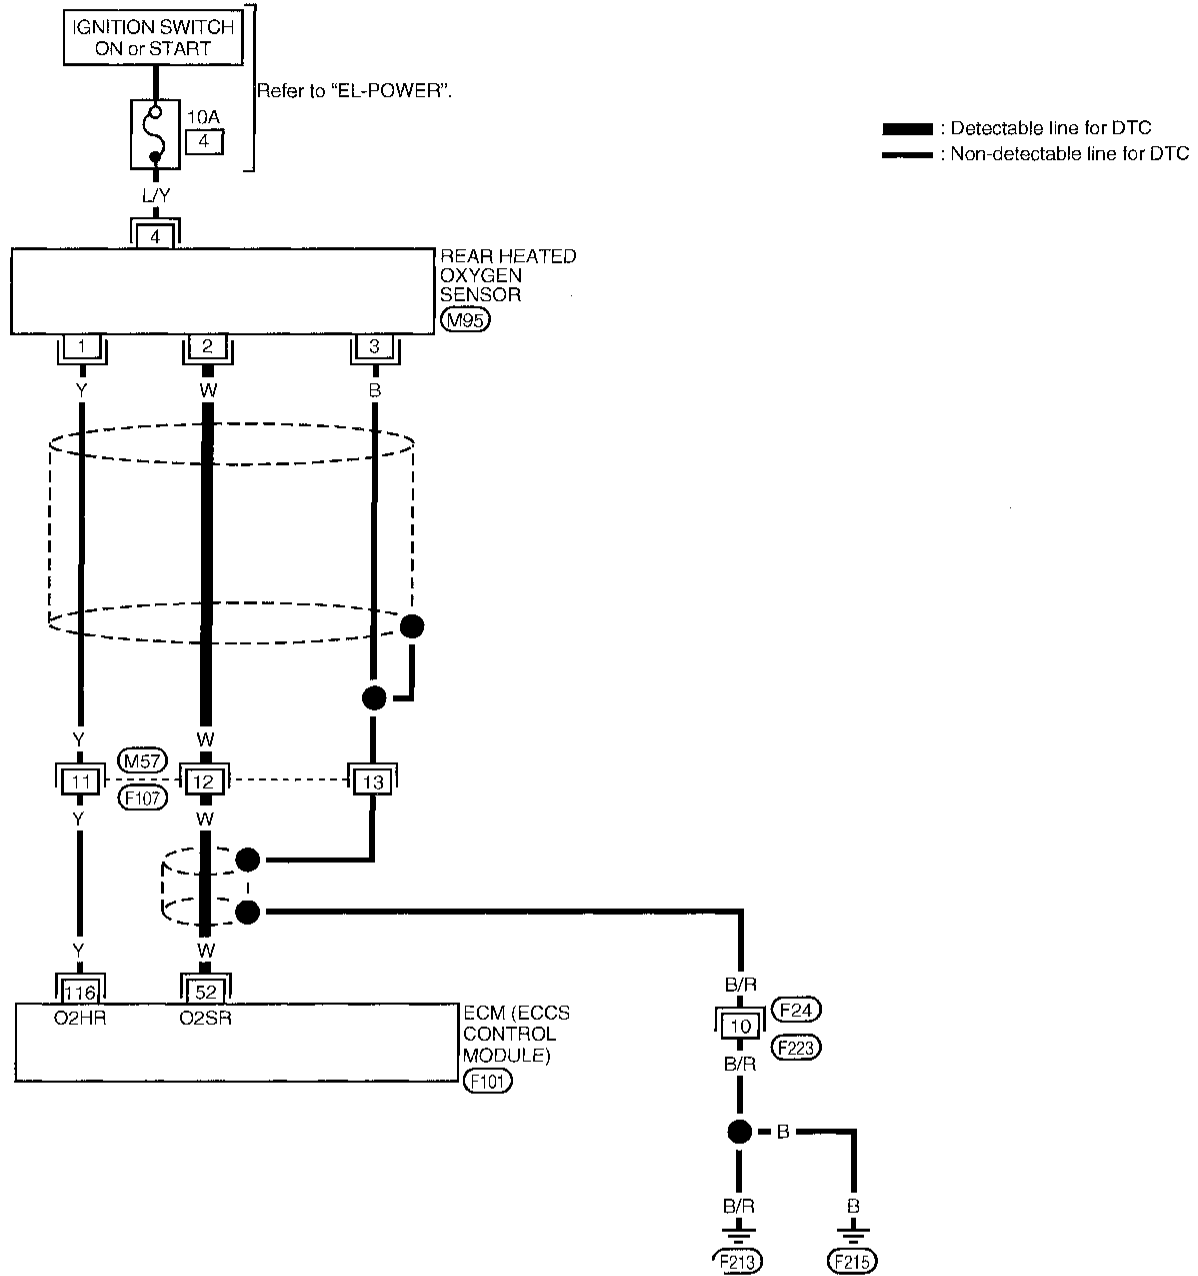 IGNITION SWITCH
ON or START
Refer to “EL-POWER”.
10A
4
: Detectable line for DTC
: Non-detectable line for DTC
L/Y
4
REAR HEATED
OXYGEN
SENSOR
M95
1 2 3
Y W B
Y W
M57
11 12 13
F107
Y W
Y W
116 52
O2HR O2SR
ECM (ECCS
CONTROL
MODULE)
F101
B/R
F24
10
F223
B/R
B
B/R B
F213 F215